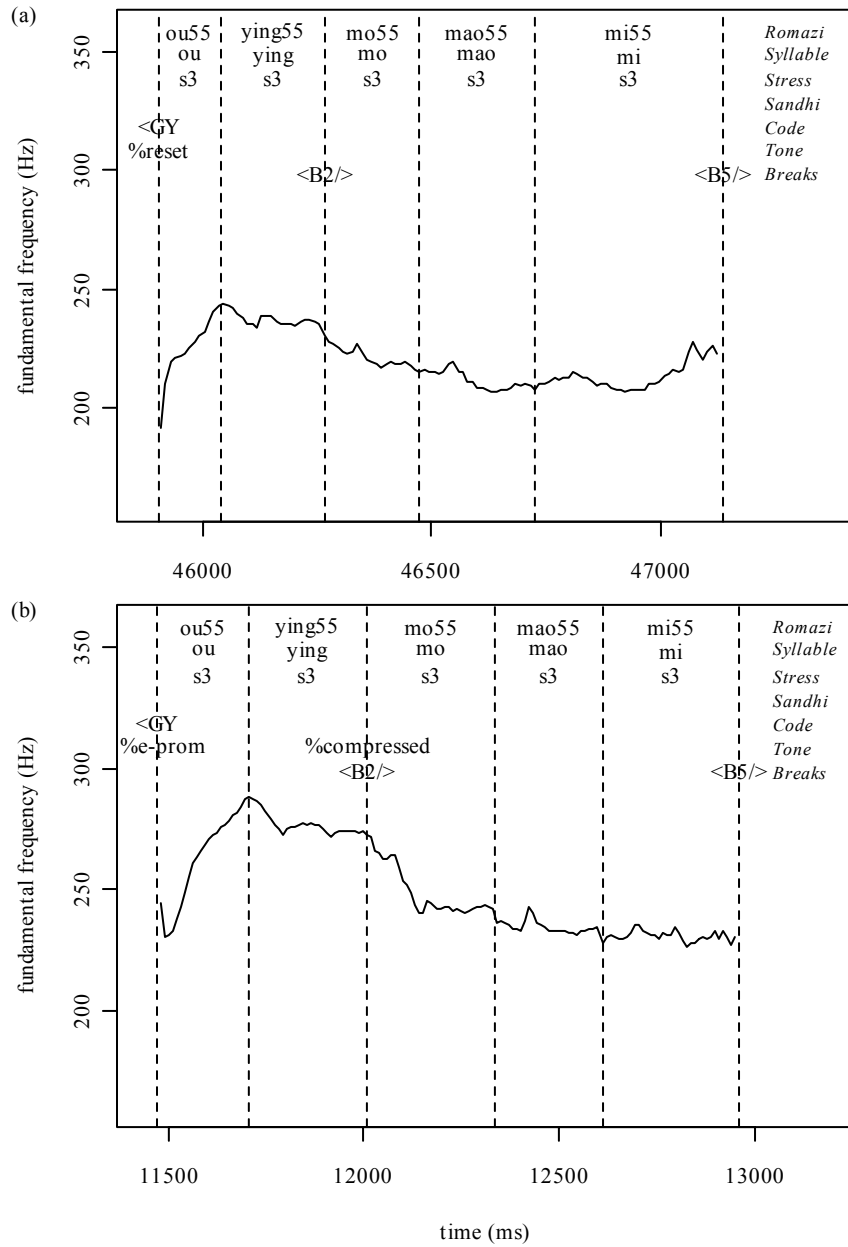 (a)
fundamental frequency (Hz)
350
300
250
200
ou55 ying55 mo55 mao55 mi55 Romazi
ou ying mo mao mi Syllable
s3 s3 s3 s3 s3 Stress
Sandhi
<GY Code
%reset Tone
<B2/> <B5/> Breaks
46000 46500 47000
(b)
fundamental frequency (Hz)
350
300
250
200
ou55 ying55 mo55 mao55 mi55 Romazi
ou ying mo mao mi Syllable
s3 s3 s3 s3 s3 Stress
Sandhi
<GY Code
%e-prom %compressed Tone
<B2/> <B5/> Breaks
11500 12000 12500 13000
time (ms)